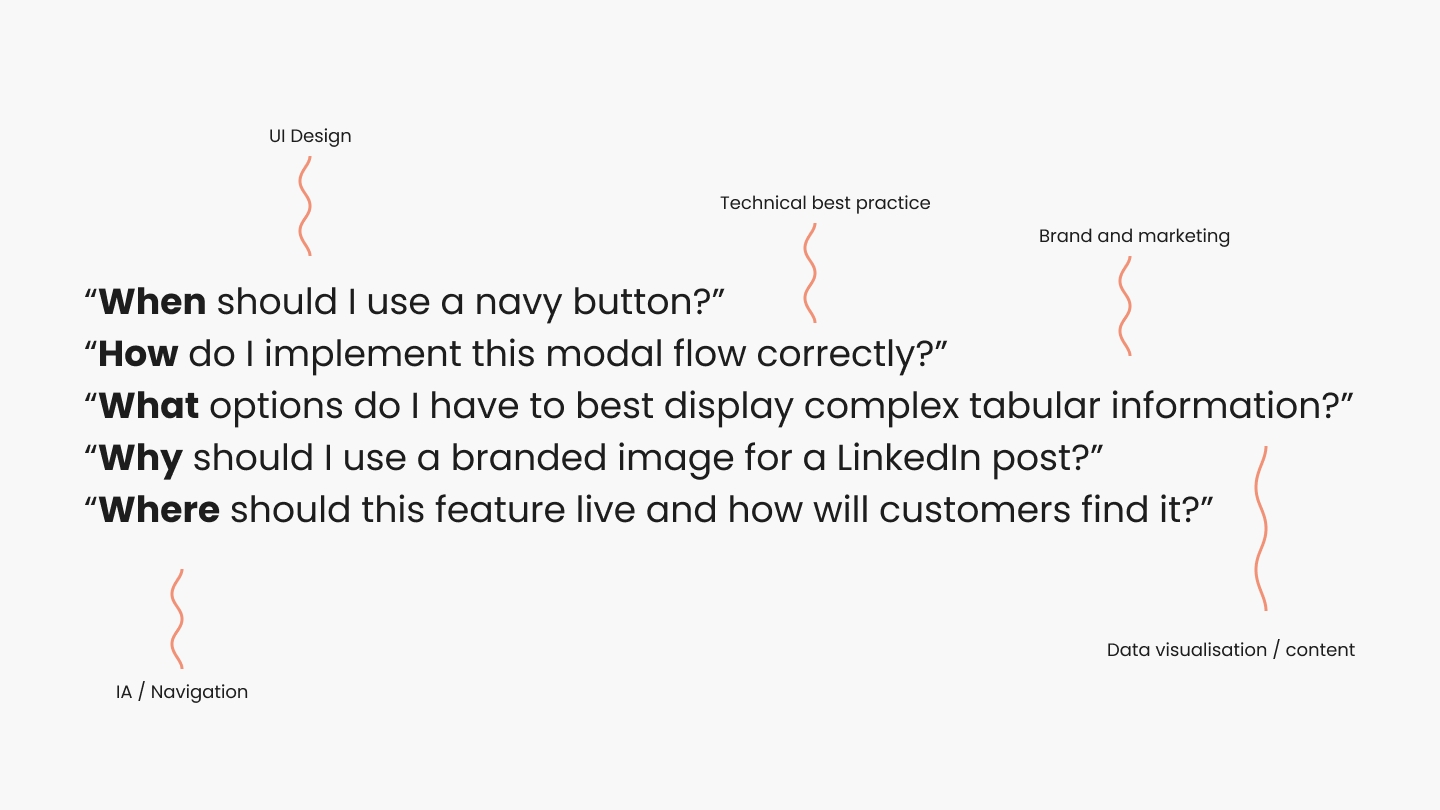 UI Design
Technical best practice
Brand and marketing
“When should I use a navy button?”
“How do I implement this modal flow correctly?”
“What options do I have to best display complex tabular information?”
“Why should I use a branded image for a LinkedIn post?”
“Where should this feature live and how will customers find it?”
Data visualisation / content
IA / Navigation